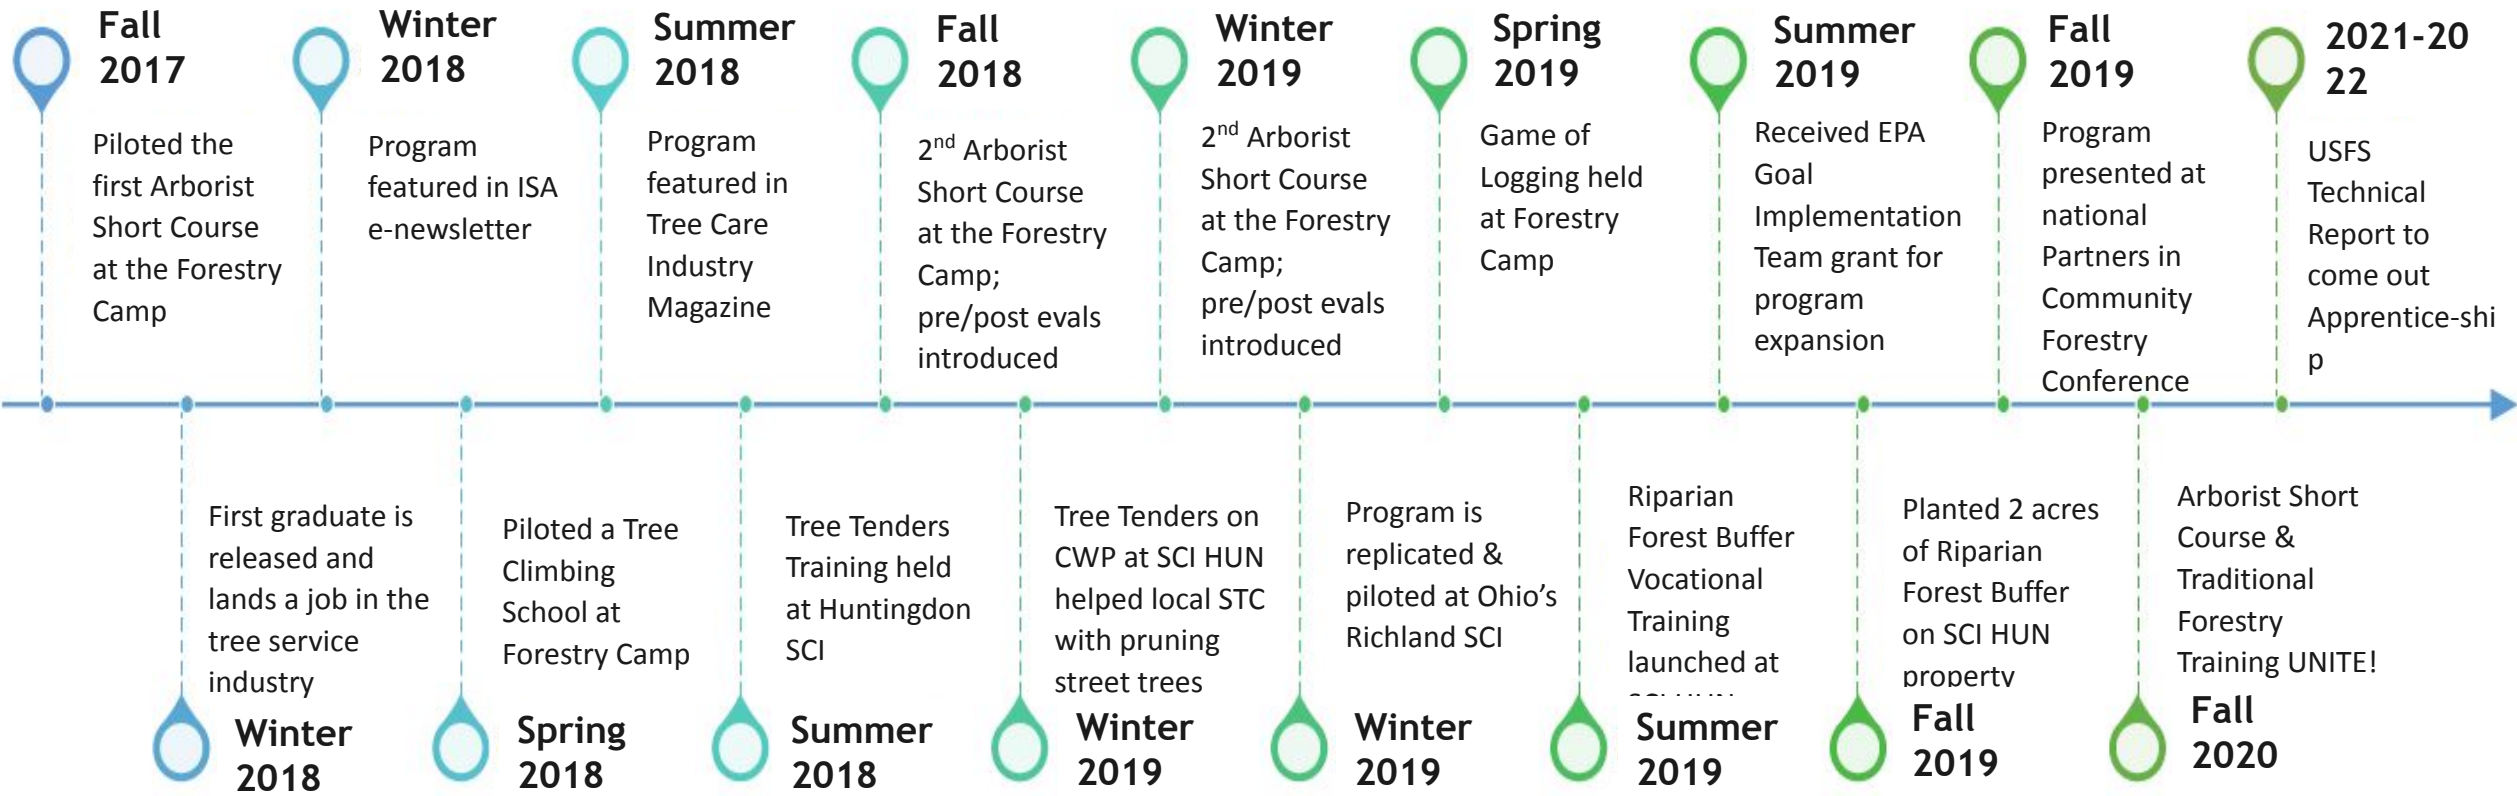 Fall
2017
Piloted the
first Arborist
Short Course
at the Forestry
Camp
Winter
2018
Program
featured in ISA
e-newsletter
Summer
2018
Program
featured in
Tree Care
Industry
Magazine
Fall
2018
2nd Arborist
Short Course
at the Forestry
Camp;
pre/post evals
introduced
Winter
2019
2nd Arborist
Short Course
at the Forestry
Camp;
pre/post evals
introduced
Spring
2019
Game of
Logging held
at Forestry
Camp
Summer
2019
Received EPA
Goal
Implementation
Team grant for
program
expansion
Fall
2019
Program
presented at
national
Partners in
Community
Forestry
Conference
2021-20
22
USFS
Technical
Report to
come out
Apprentice-shi
p
First graduate is
released and
lands a job in the
tree service
industry
Winter
2018
Piloted a Tree
Climbing
School at
Forestry Camp
Spring
2018
Tree Tenders
Training held
at Huntingdon
SCI
Summer
2018
Tree Tenders on
CWP at SCI HUN
helped local STC
with pruning
street trees
Winter
2019
Program is
replicated &
piloted at Ohio's
Richland SCI
Winter
2019
Riparian
Forest Buffer
Vocational
Training
launched at
Summer
2019
Planted 2 acres
of Riparian
Forest Buffer
on SCI HUN
property
Fall
2019
Arborist Short
Course &
Traditional
Forestry
Training UNITE!
Fall
2020